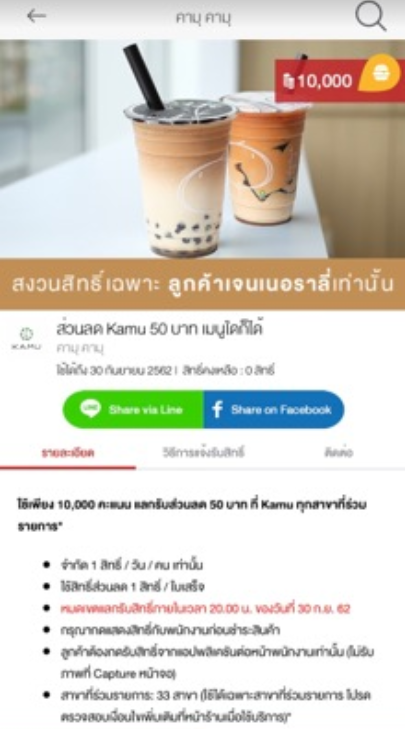 คามุ คามุ
10,000
สงวนสิทธิ์เฉพาะ ลูกค้าเจนเนอราลี่เท่านั้น
ส่วนลด Kamu 50 บาท เมนูใดก็ได้
KAMU
คามุ คามุ
ใช้ได้ถึง 30 กันยายน 2562 | สิทธิ์คงเหลือ : 0 สิทธิ์
Share via Line
Share on Facebook
รายละเอียด
วิธีการแจ้งรับสิทธิ์
ติดต่อ
ใช้เพียง 10,000 คะแนน แลกรับส่วนลด 50 บาท ที่ Kamu ทุกสาขาที่ร่วม
รายการ*
• จำกัด 1 สิทธิ์ / วัน / คน เท่านั้น
• ใช้สิทธิ์ส่วนลด 1 สิทธิ์ / ใบเสร็จ
• หมดเขตแลกรับสิทธิ์ภายในเวลา 20.00 น. ของวันที่ 30 ก.ย. 62
• กรุณากดแสดงสิทธิ์กับพนักงานก่อนชำระสินค้า
• ลูกค้าต้องกดรับสิทธิ์จากแอปพลิเคชันต่อหน้าพนักงานเท่านั้น (ไม่รับ
ภาพที่ Capture หน้าจอ)
• สาขาที่ร่วมรายการ: 33 สาขา (ใช้ได้เฉพาะสาขาที่ร่วมรายการ โปรด
ตรวจสอบเงื่อนไขเพิ่มเติมที่หน้าร้านเมื่อใช้บริการ)*